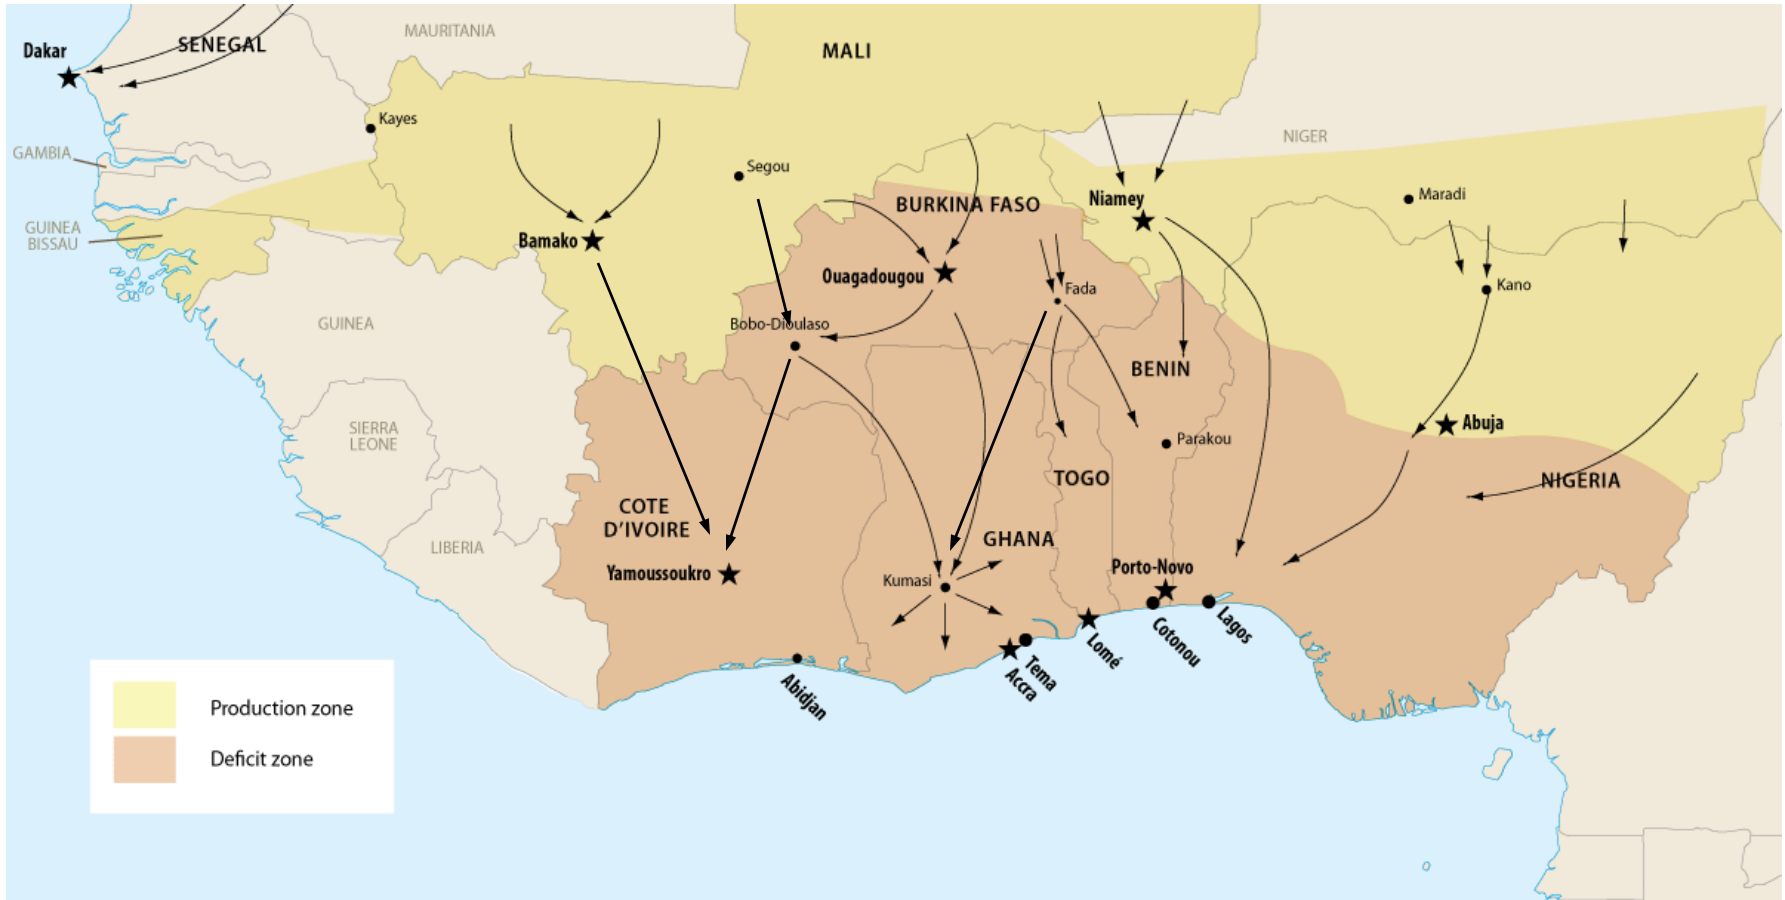 MAURITANIA
Dakar
SENEGAL
MALI
Kayes
NIGER
GAMBIA
Segou
Maradi
BURKINA FASO
Niamey
GUINEA
BISSAU
Bamako
Ouagadougou
Fada
Kano
GUINEA
Bobo-Dioulaso
BENIN
SIERRA
LEONE
Abuja
Parakou
TOGO
NIGERIA
COTE
D'IVOIRE
LIBERIA
GHANA
Yamoussoukro
Kumasi
Porto-Novo
Lagos
Cotonou
Lomé
Tema
Accra
Abidjan
Production zone
Deficit zone